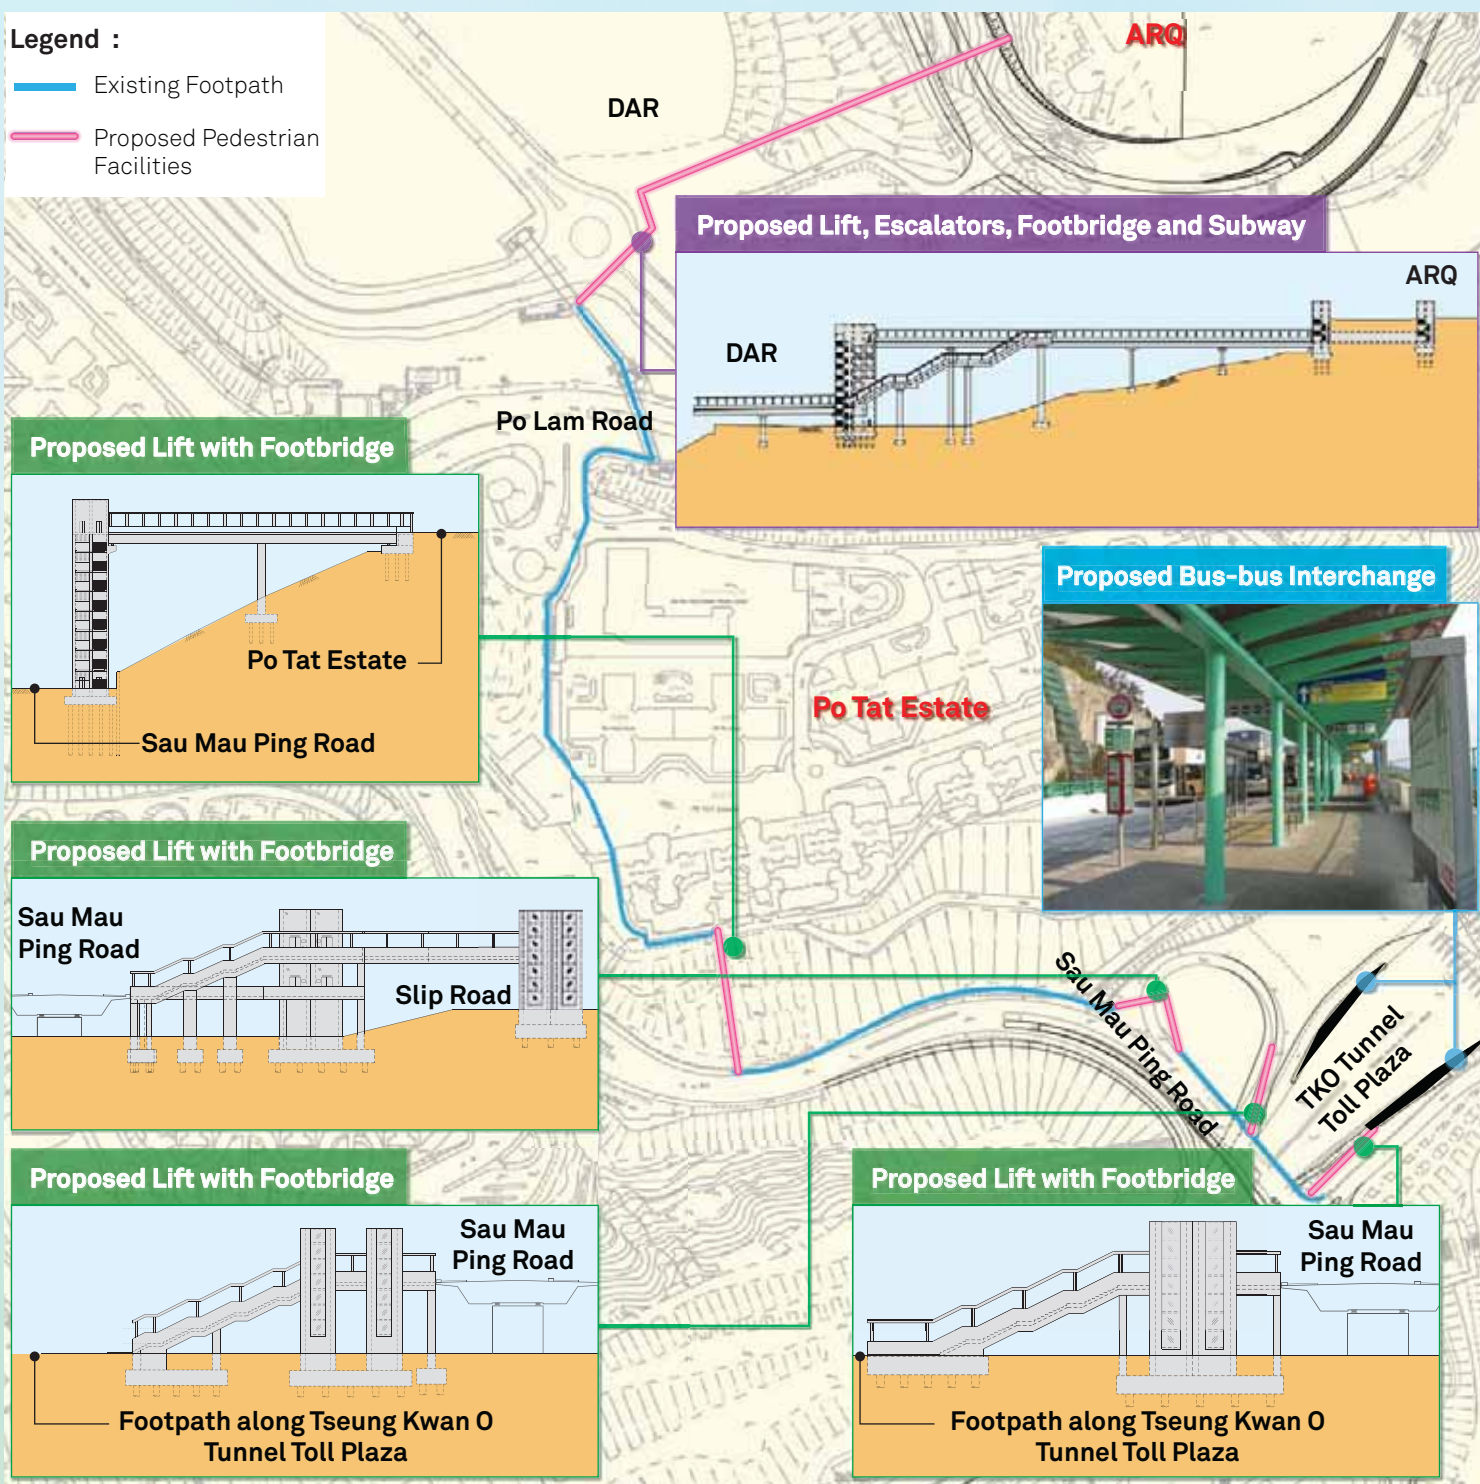 Legend :
Existing Footpath
Proposed Pedestrian
Facilities
ARQ
DAR
Proposed Lift, Escalators, Footbridge and Subway
ARQ
DAR
Po Lam Road
Proposed Lift with Footbridge
Po Tat Estate
Sau Mau Ping Road
Proposed Bus-bus Interchange
Po Tat Estate
Proposed Lift with Footbridge
Sau Mau
Ping Road
Slip Road
Sau Mau Ping Road
TKO Tunnel
Toll Plaza
Proposed Lift with Footbridge
Sau Mau
Ping Road
Footpath along Tseung Kwan O
Tunnel Toll Plaza
Proposed Lift with Footbridge
Sau Mau
Ping Road
Footpath along Tseung Kwan O
Tunnel Toll Plaza